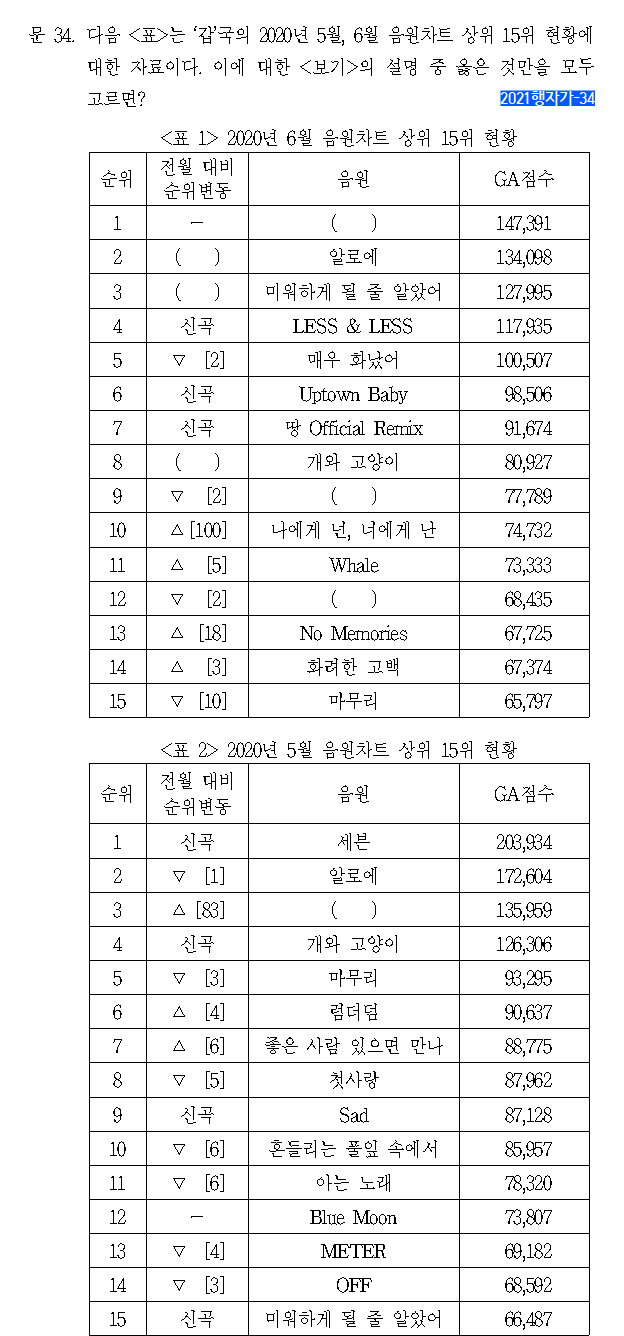 문 34. 다음 <표>는 ‘갑’국의 2020년 5월, 6월 음원차트 상위 15위 현황에
대한 자료이다. 이에 대한 <보기>의 설명 중 옳은 것만을 모두
고르면? 2021행자가-34
<표 1> 2020년 6월 음원차트 상위 15위 현황
순위 전월 대비 순위변동 음원 GA점수
1 － ( ) 147,391
2 ( ) 알로에 134,098
3 ( ) 미워하게 될 줄 알았어 127,995
4 신곡 LESS & LESS 117,935
5 ▽ [2] 매우 화났어 100,507
6 신곡 Uptown Baby 98,506
7 신곡 땅 Official Remix 91,674
8 ( ) 개와 고양이 80,927
9 ▽ [2] ( ) 77,789
10 △ [100] 나에게 넌, 너에게 난 74,732
11 △ [5] Whale 73,333
12 ▽ [2] ( ) 68,435
13 △ [18] No Memories 67,725
14 △ [3] 화려한 고백 67,374
15 ▽ [10] 마무리 65,797
<표 2> 2020년 5월 음원차트 상위 15위 현황
순위 전월 대비 순위변동 음원 GA점수
1 신곡 세븐 203,934
2 ▽ [1] 알로에 172,604
3 △ [83] ( ) 135,959
4 신곡 개와 고양이 126,306
5 ▽ [3] 마무리 93,295
6 △ [4] 럼더덤 90,637
7 △ [6] 좋은 사람 있으면 만나 88,775
8 ▽ [5] 첫사랑 87,962
9 신곡 Sad 87,128
10 ▽ [6] 흔들리는 풀잎 속에서 85,957
11 ▽ [6] 아는 노래 78,320
12 － Blue Moon 73,807
13 ▽ [4] METER 69,182
14 ▽ [3] OFF 68,592
15 신곡 미워하게 될 줄 알았어 66,487